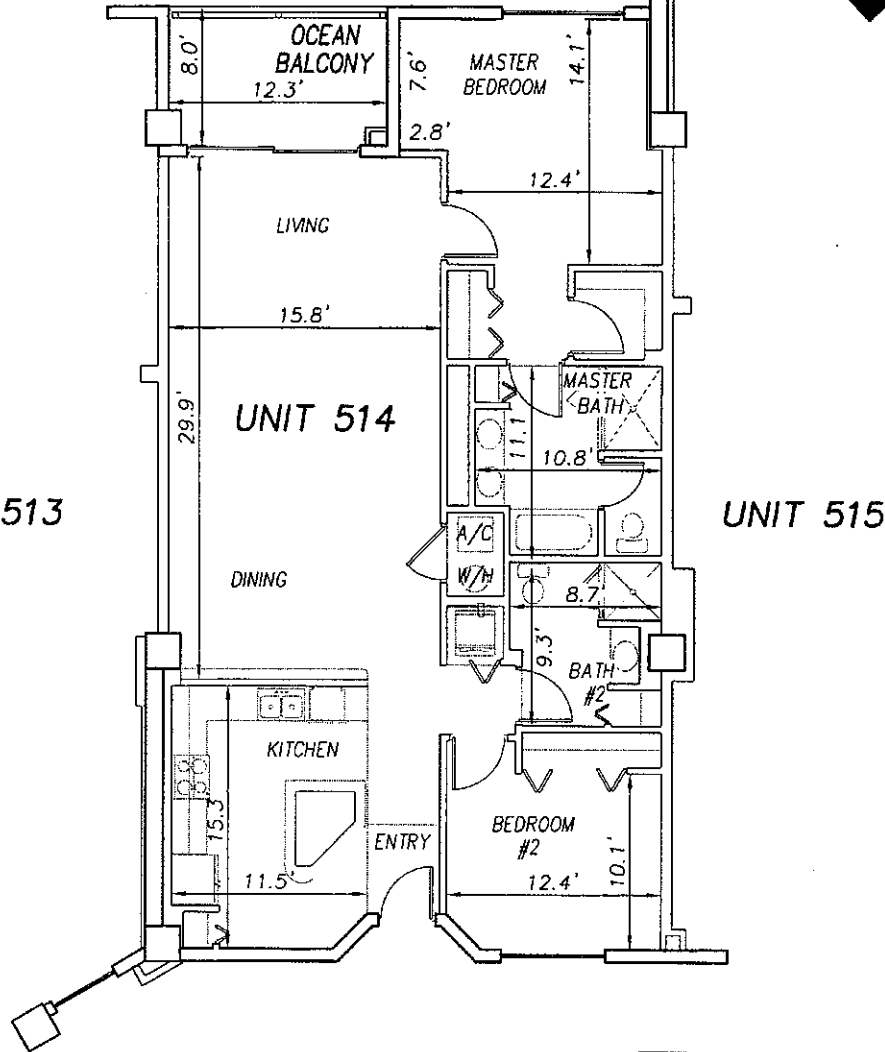 OCEAN
BALCONY
8.0'
12.3'
7.6'
2.8'
MASTER
BEDROOM
14.1'
12.4'
LIVING
15.8'
29.9'
UNIT 514
513
UNIT 515
MASTER
BATH
11.1
10.8'
A/C
W/H
DINING
8.7'
9.3'
BATH
#2
KITCHEN
15.3
11.5'
ENTRY
BEDROOM
#2
12.4'
10.1'